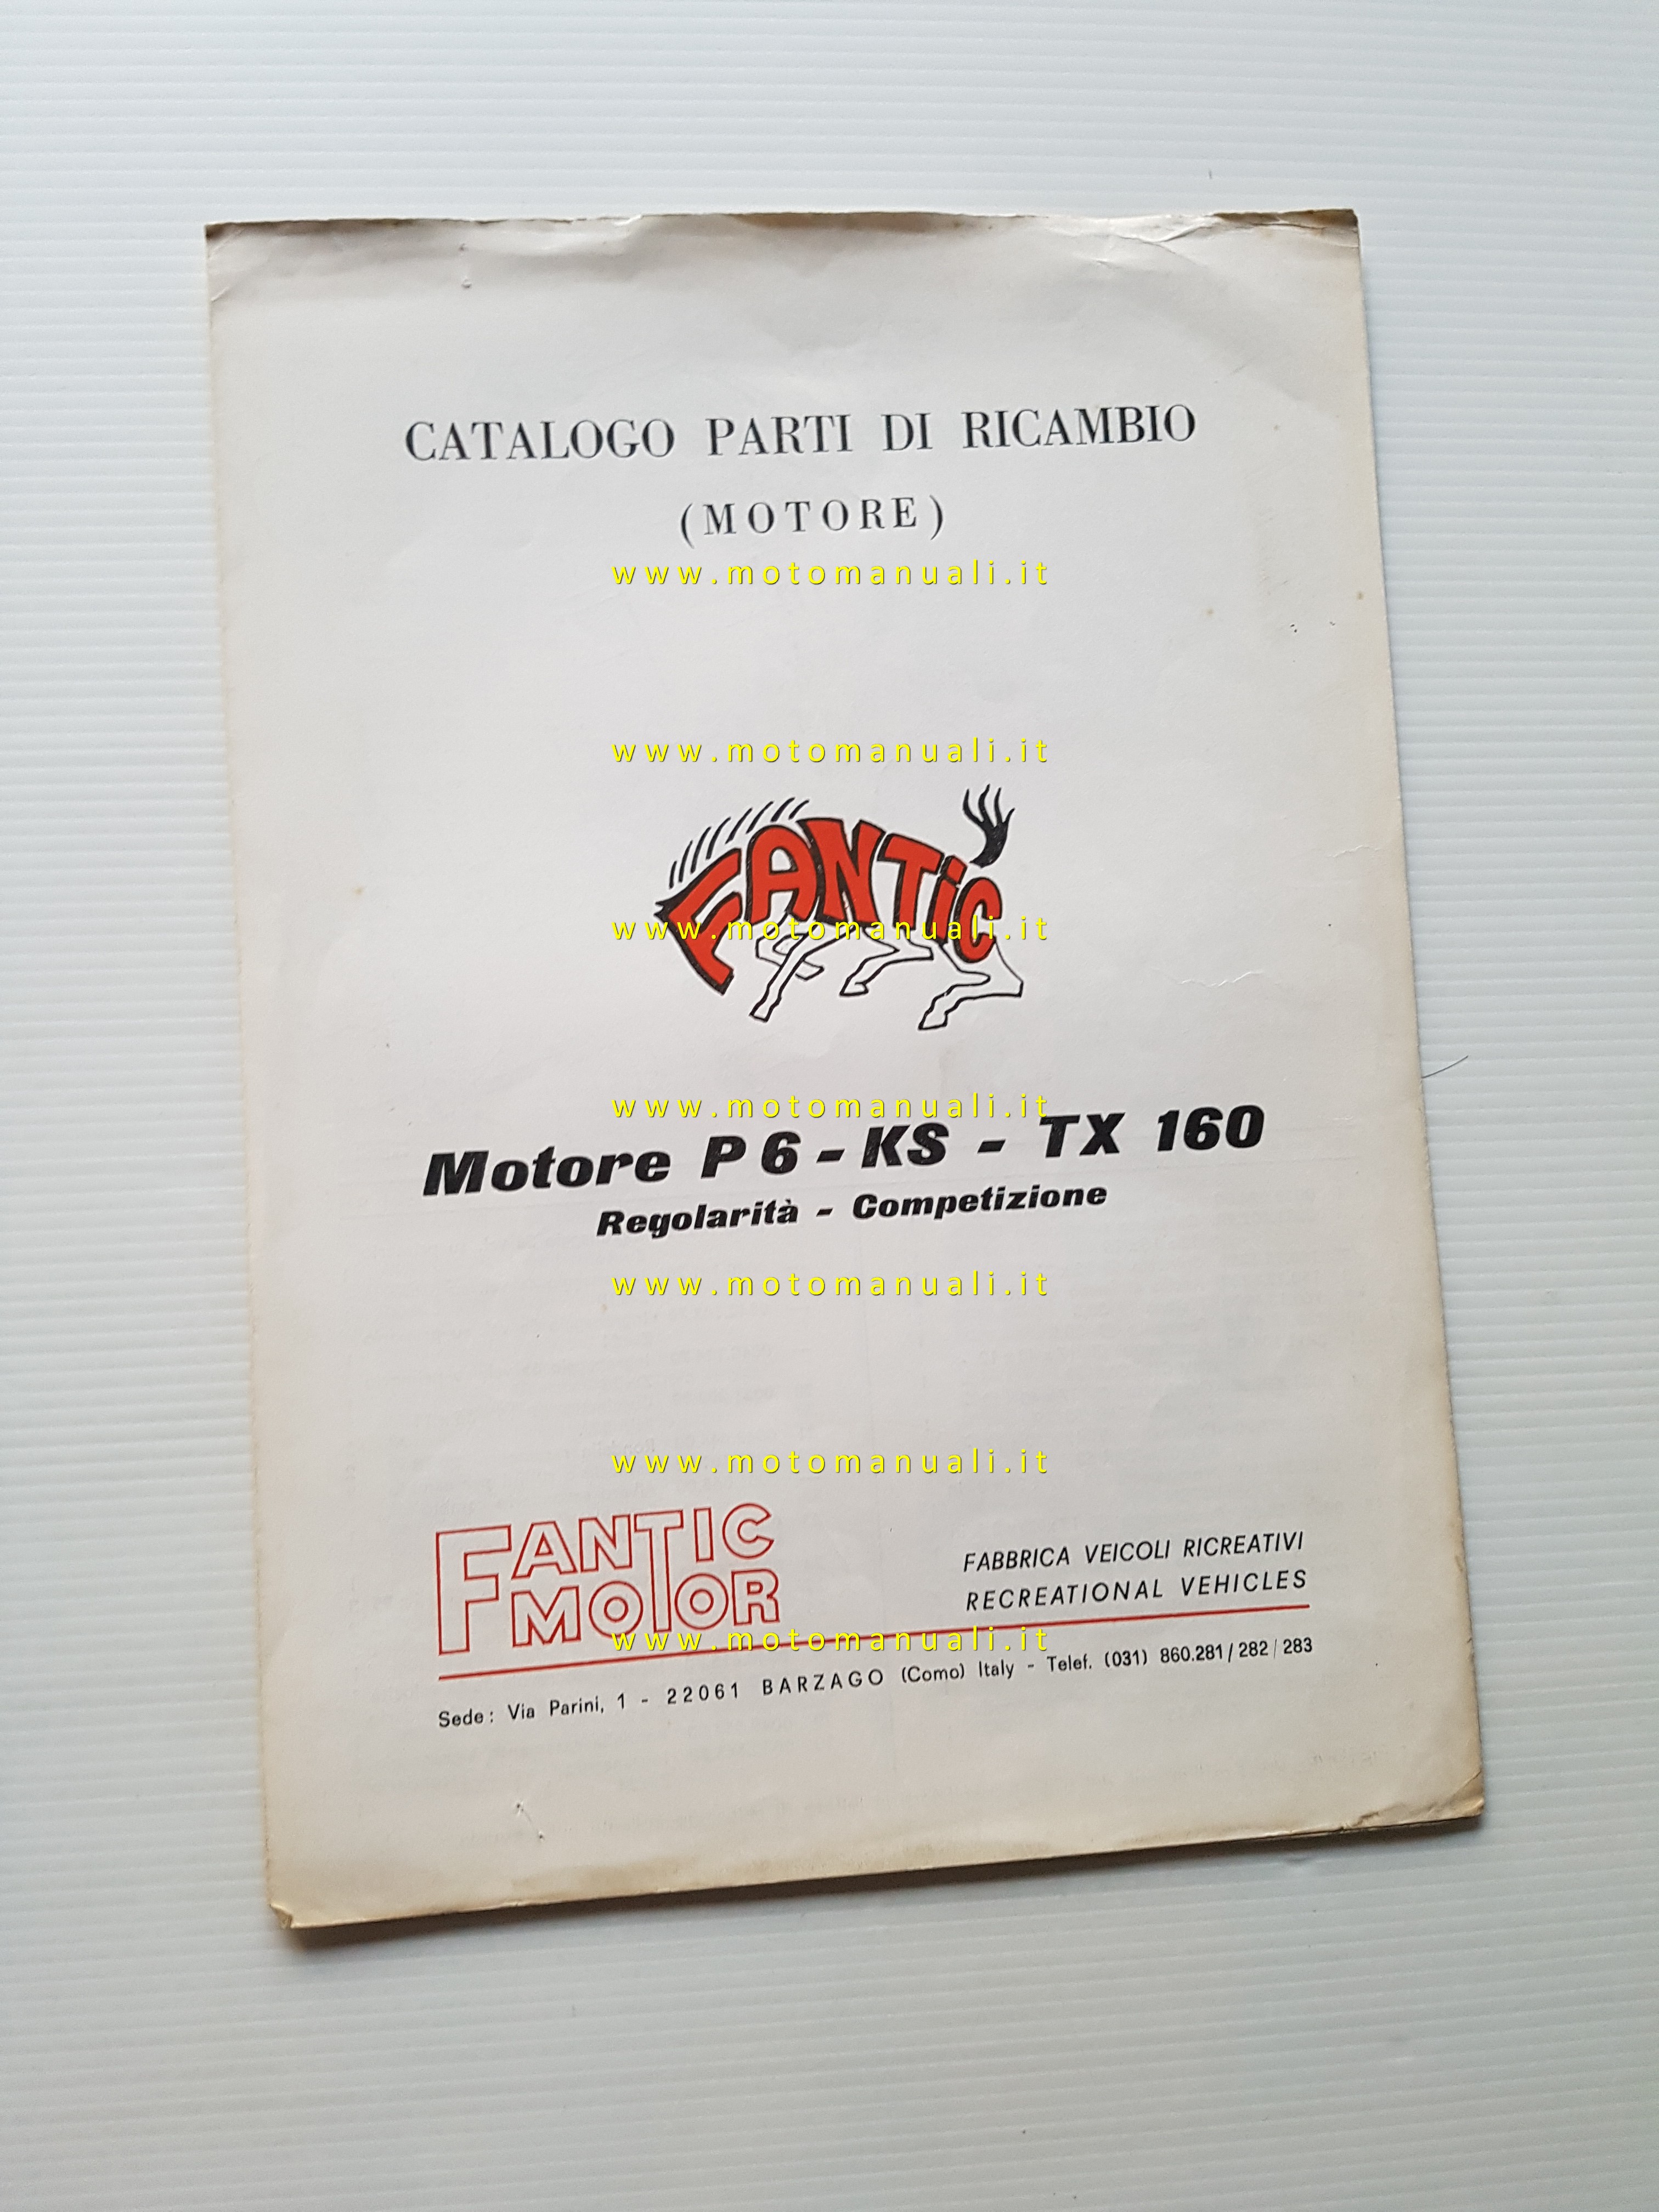 CATALOGO PARTI DI RICAMBIO
(MOTORE)
www.motomanuali.it
www.motomanuali.it
FANTIC
www.motomanuali.it
www.motomanuali.it
Motore P6 - KS - TX 160
Regolarità - Competizione
www.motomanuali.it
www.motomanuali.it
FANTIC
MOTOR
FABBRICA VEICOLI RICREATIVI
RECREATIONAL VEHICLES
www.motomanuali.it
Sede: Via Parini, 1 - 22061 BARZAGO (Como) Italy - Telef. (031) 860.281/282/283